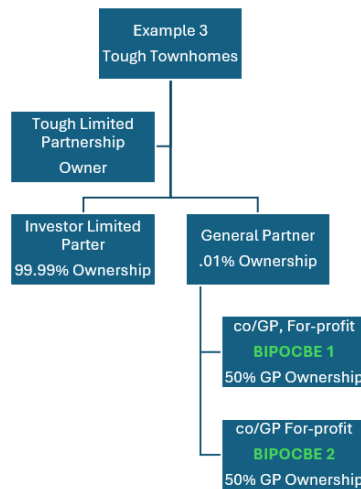 Example 3
Tough Townhomes
Tough Limited
Partnership
Owner
Investor Limited
Parter
99.99% Ownership
General Partner
.01% Ownership
co/GP, For-profit
BIPOCBE 1
50% GP Ownership
co/GP For-profit
BIPOCBE 2
50% GP Ownership